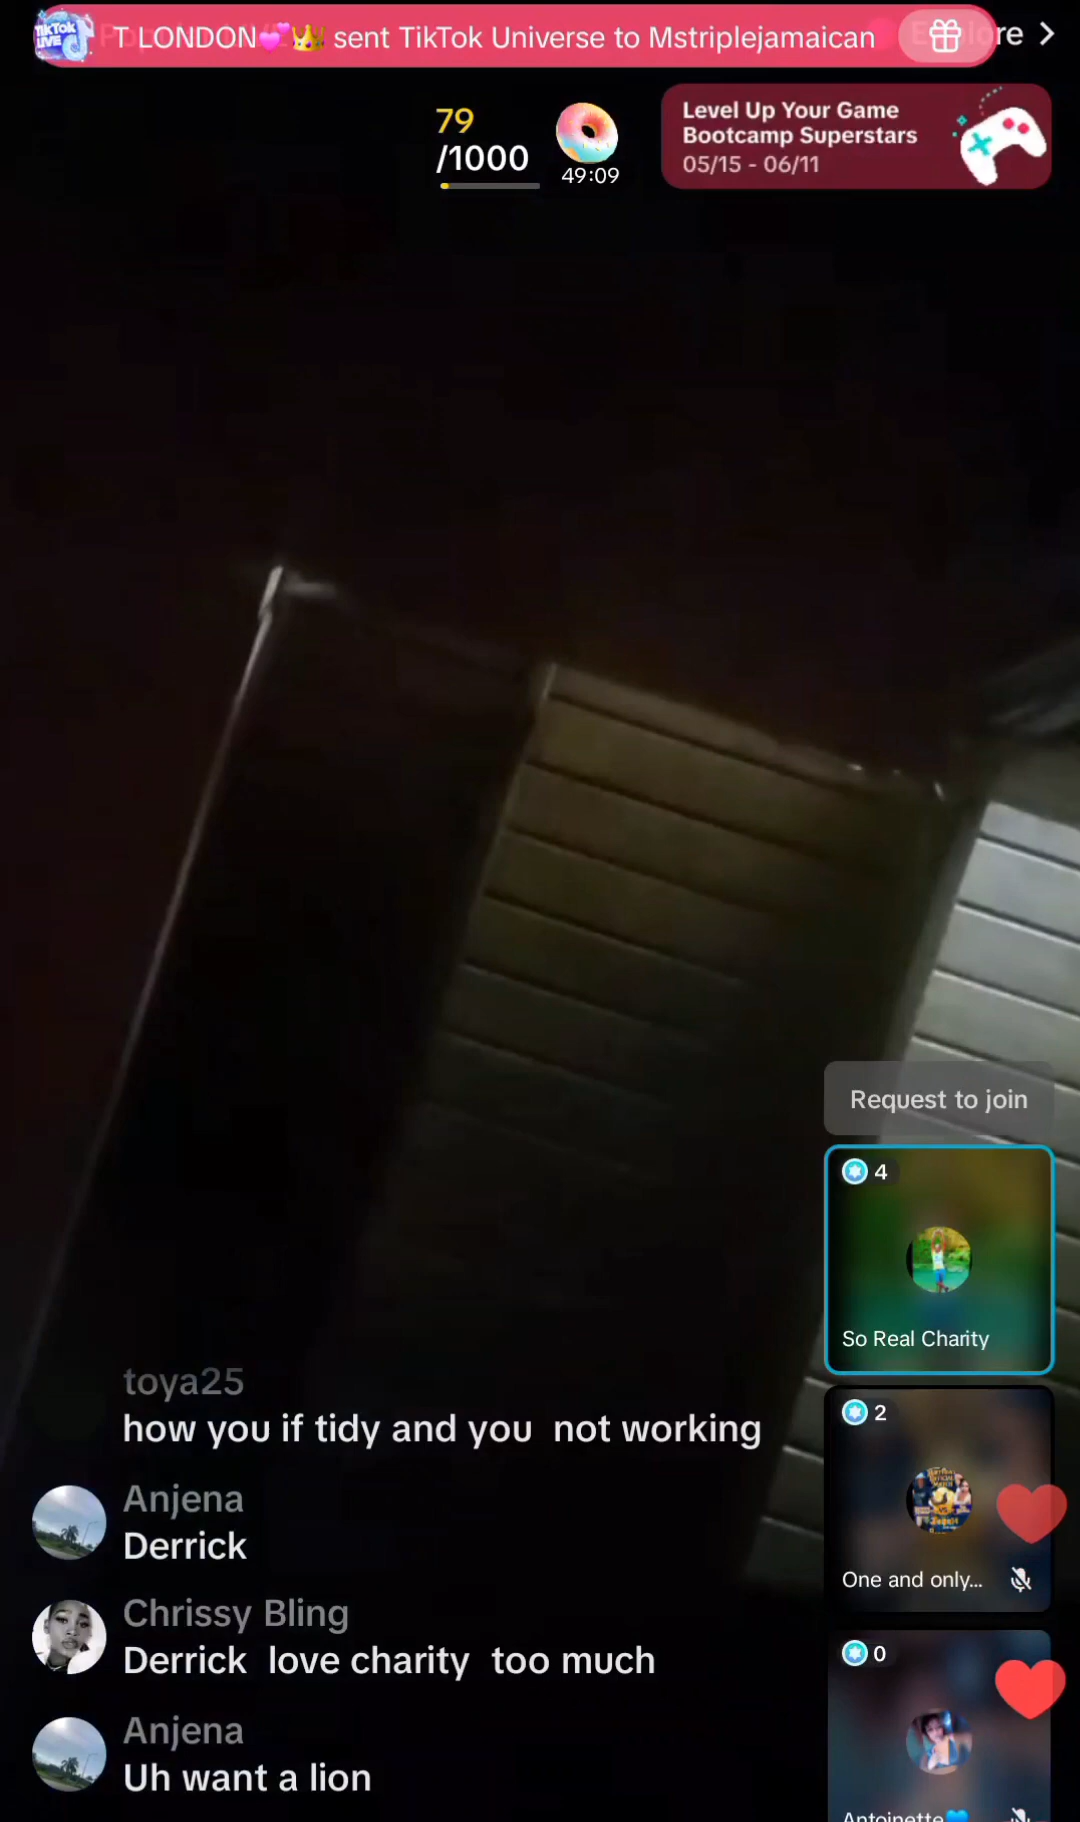 T LONDON💕👑 sent TikTok Universe to Mstriplejamaican
re
79
/1000
49:09
Level Up Your Game
Bootcamp Superstars
05/15 - 06/11
Request to join
4
So Real Charity
2
One and only...
0
Antoinette💙
toya25
how you if tidy and you not working
Anjena
Derrick
Chrissy Bling
Derrick love charity too much
Anjena
Uh want a lion